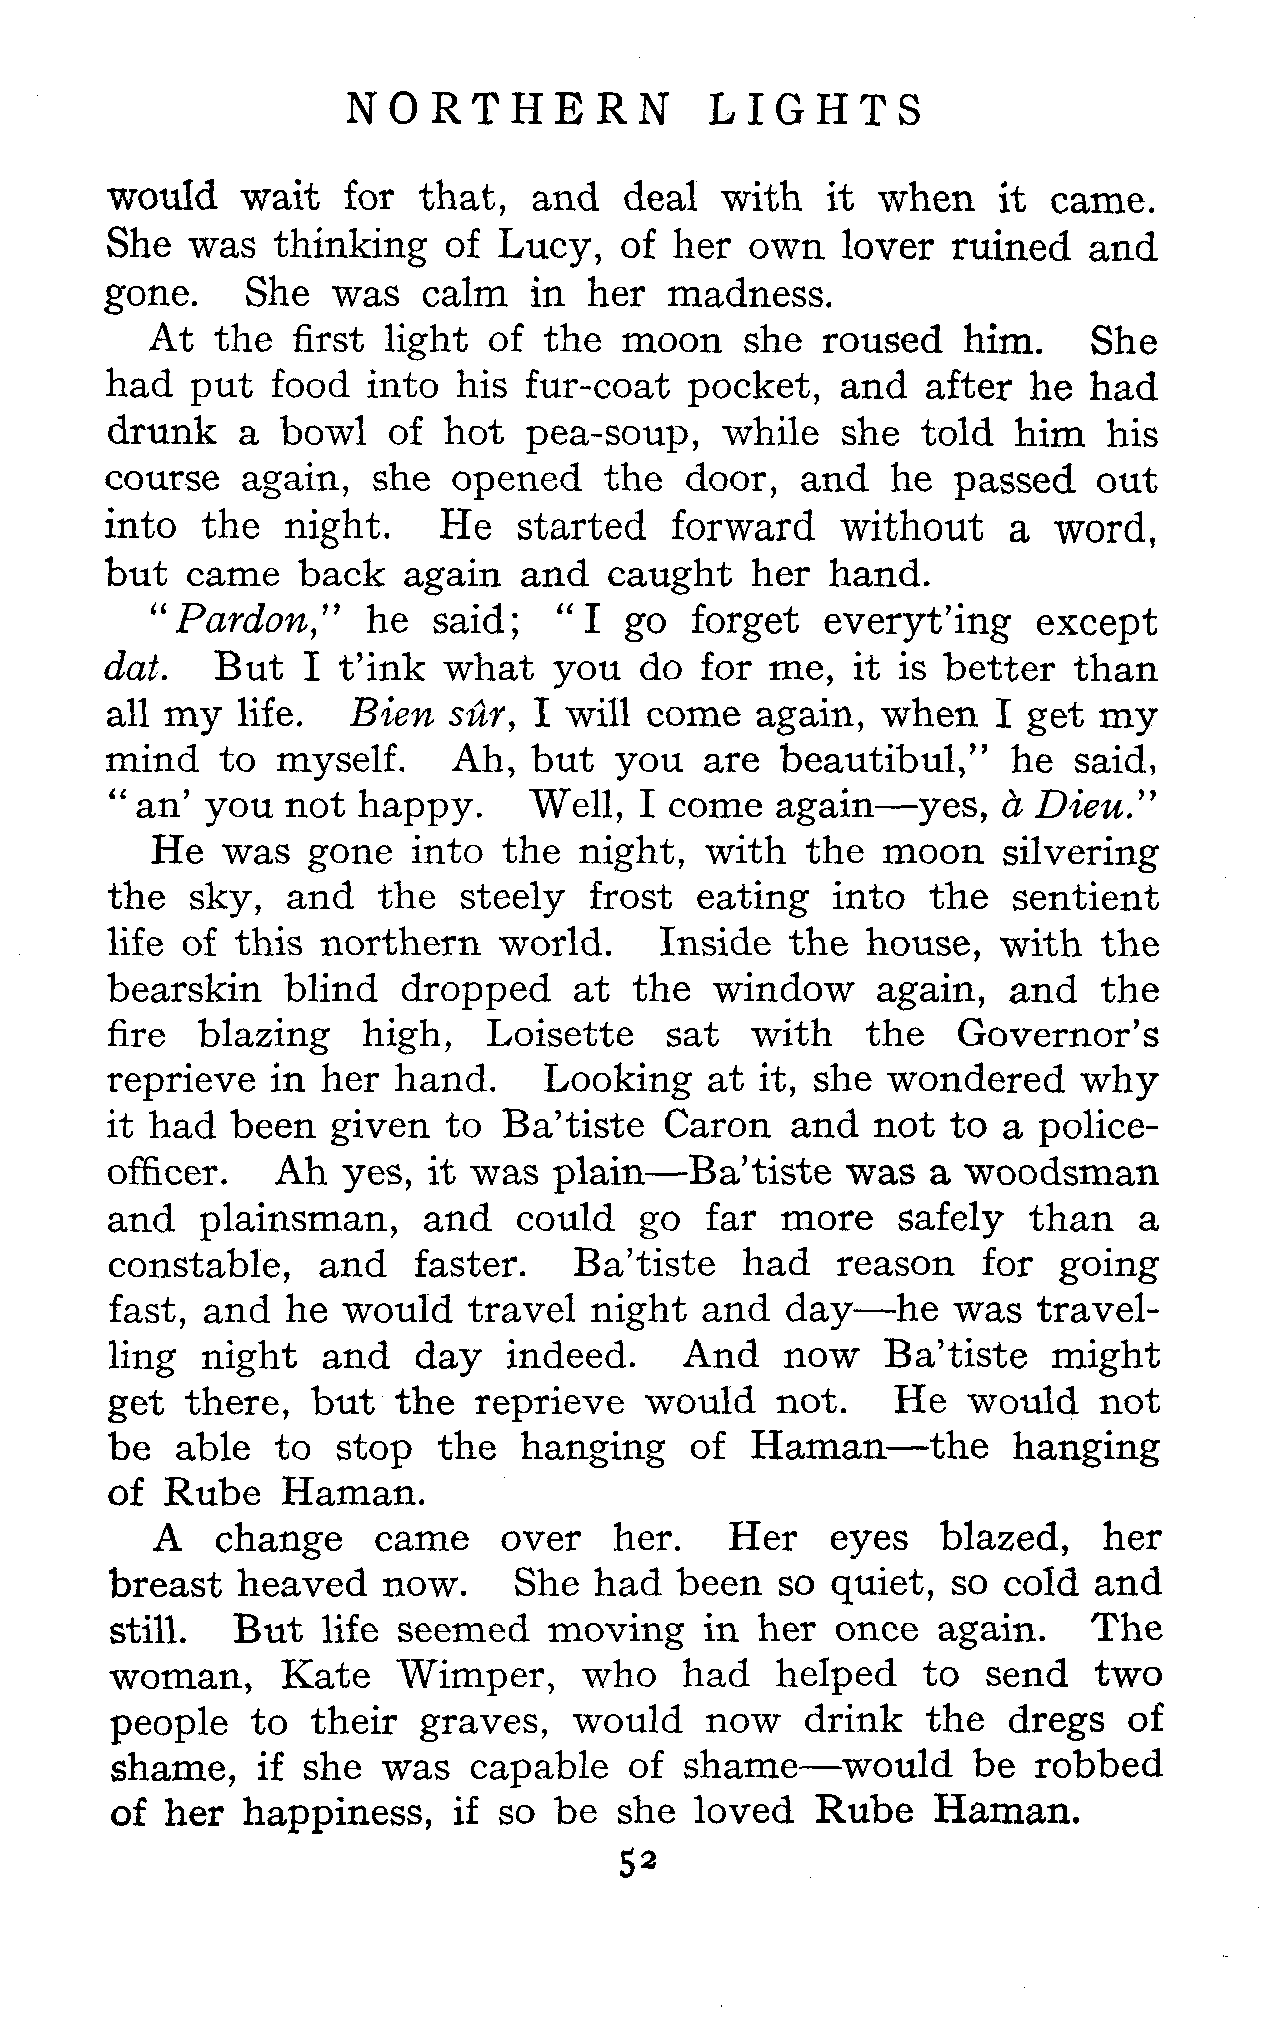 NORTHERN LIGHTS
would wait for that, and deal with it when it came.
She was thinking of Lucy, of her own lover ruined and
gone. She was calm in her madness.
At the first light of the moon she roused him. She
had put food into his fur-coat pocket, and after he had
drunk a bowl of hot pea-soup, while she told him his
course again, she opened the door, and he passed out
into the night. He started forward without a word,
but came back again and caught her hand.
"Pardon," he said; "I go forget everyt'ing except
dat. But I t'ink what you do for me, it is better than
all my life. Bien sûr, I will come again, when I get my
mind to myself. Ah, but you are beautibul," he said,
"an' you not happy. Well, I come again—yes, à Dieu."
He was gone into the night, with the moon silvering
the sky, and the steely frost eating into the sentient
life of this northern world. Inside the house, with the
bearskin blind dropped at the window again, and the
fire blazing high, Loisette sat with the Governor's
reprieve in her hand. Looking at it, she wondered why
it had been given to Ba'tiste Caron and not to a police-
officer. Ah yes, it was plain—Ba'tiste was a woodsman
and plainsman, and could go far more safely than a
constable, and faster. Ba'tiste had reason for going
fast, and he would travel night and day—he was travel-
ling night and day indeed. And now Ba'tiste might
get there, but the reprieve would not. He would not
be able to stop the hanging of Haman—the hanging
of Rube Haman.
A change came over her. Her eyes blazed, her
breast heaved now. She had been so quiet, so cold and
still. But life seemed moving in her once again. The
woman, Kate Wimper, who had helped to send two
people to their graves, would now drink the dregs of
shame, if she was capable of shame—would be robbed
of her happiness, if so be she loved Rube Haman.
52